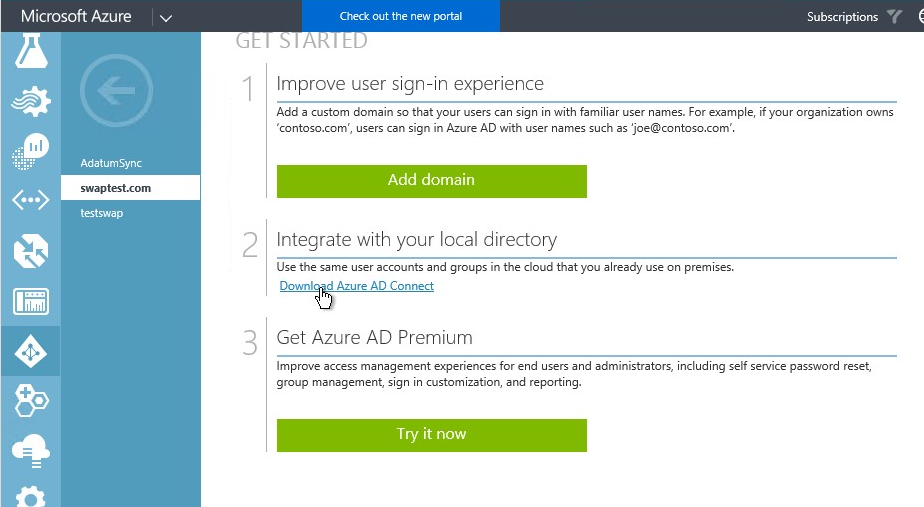 Microsoft Azure
Check out the new portal
Subscriptions
GET STARTED
AdatumSync
swaptest.com
testswap
1
Improve user sign-in experience
Add a custom domain so that your users can sign in with familiar user names. For example, if your organization owns
‘contoso.com’, users can sign in Azure AD with user names such as ‘joe@contoso.com’.
Add domain
2
Integrate with your local directory
Use the same user accounts and groups in the cloud that you already use on premises.
Download Azure AD Connect
3
Get Azure AD Premium
Improve access management experiences for end users and administrators, including self service password reset,
group management, sign in customization, and reporting.
Try it now